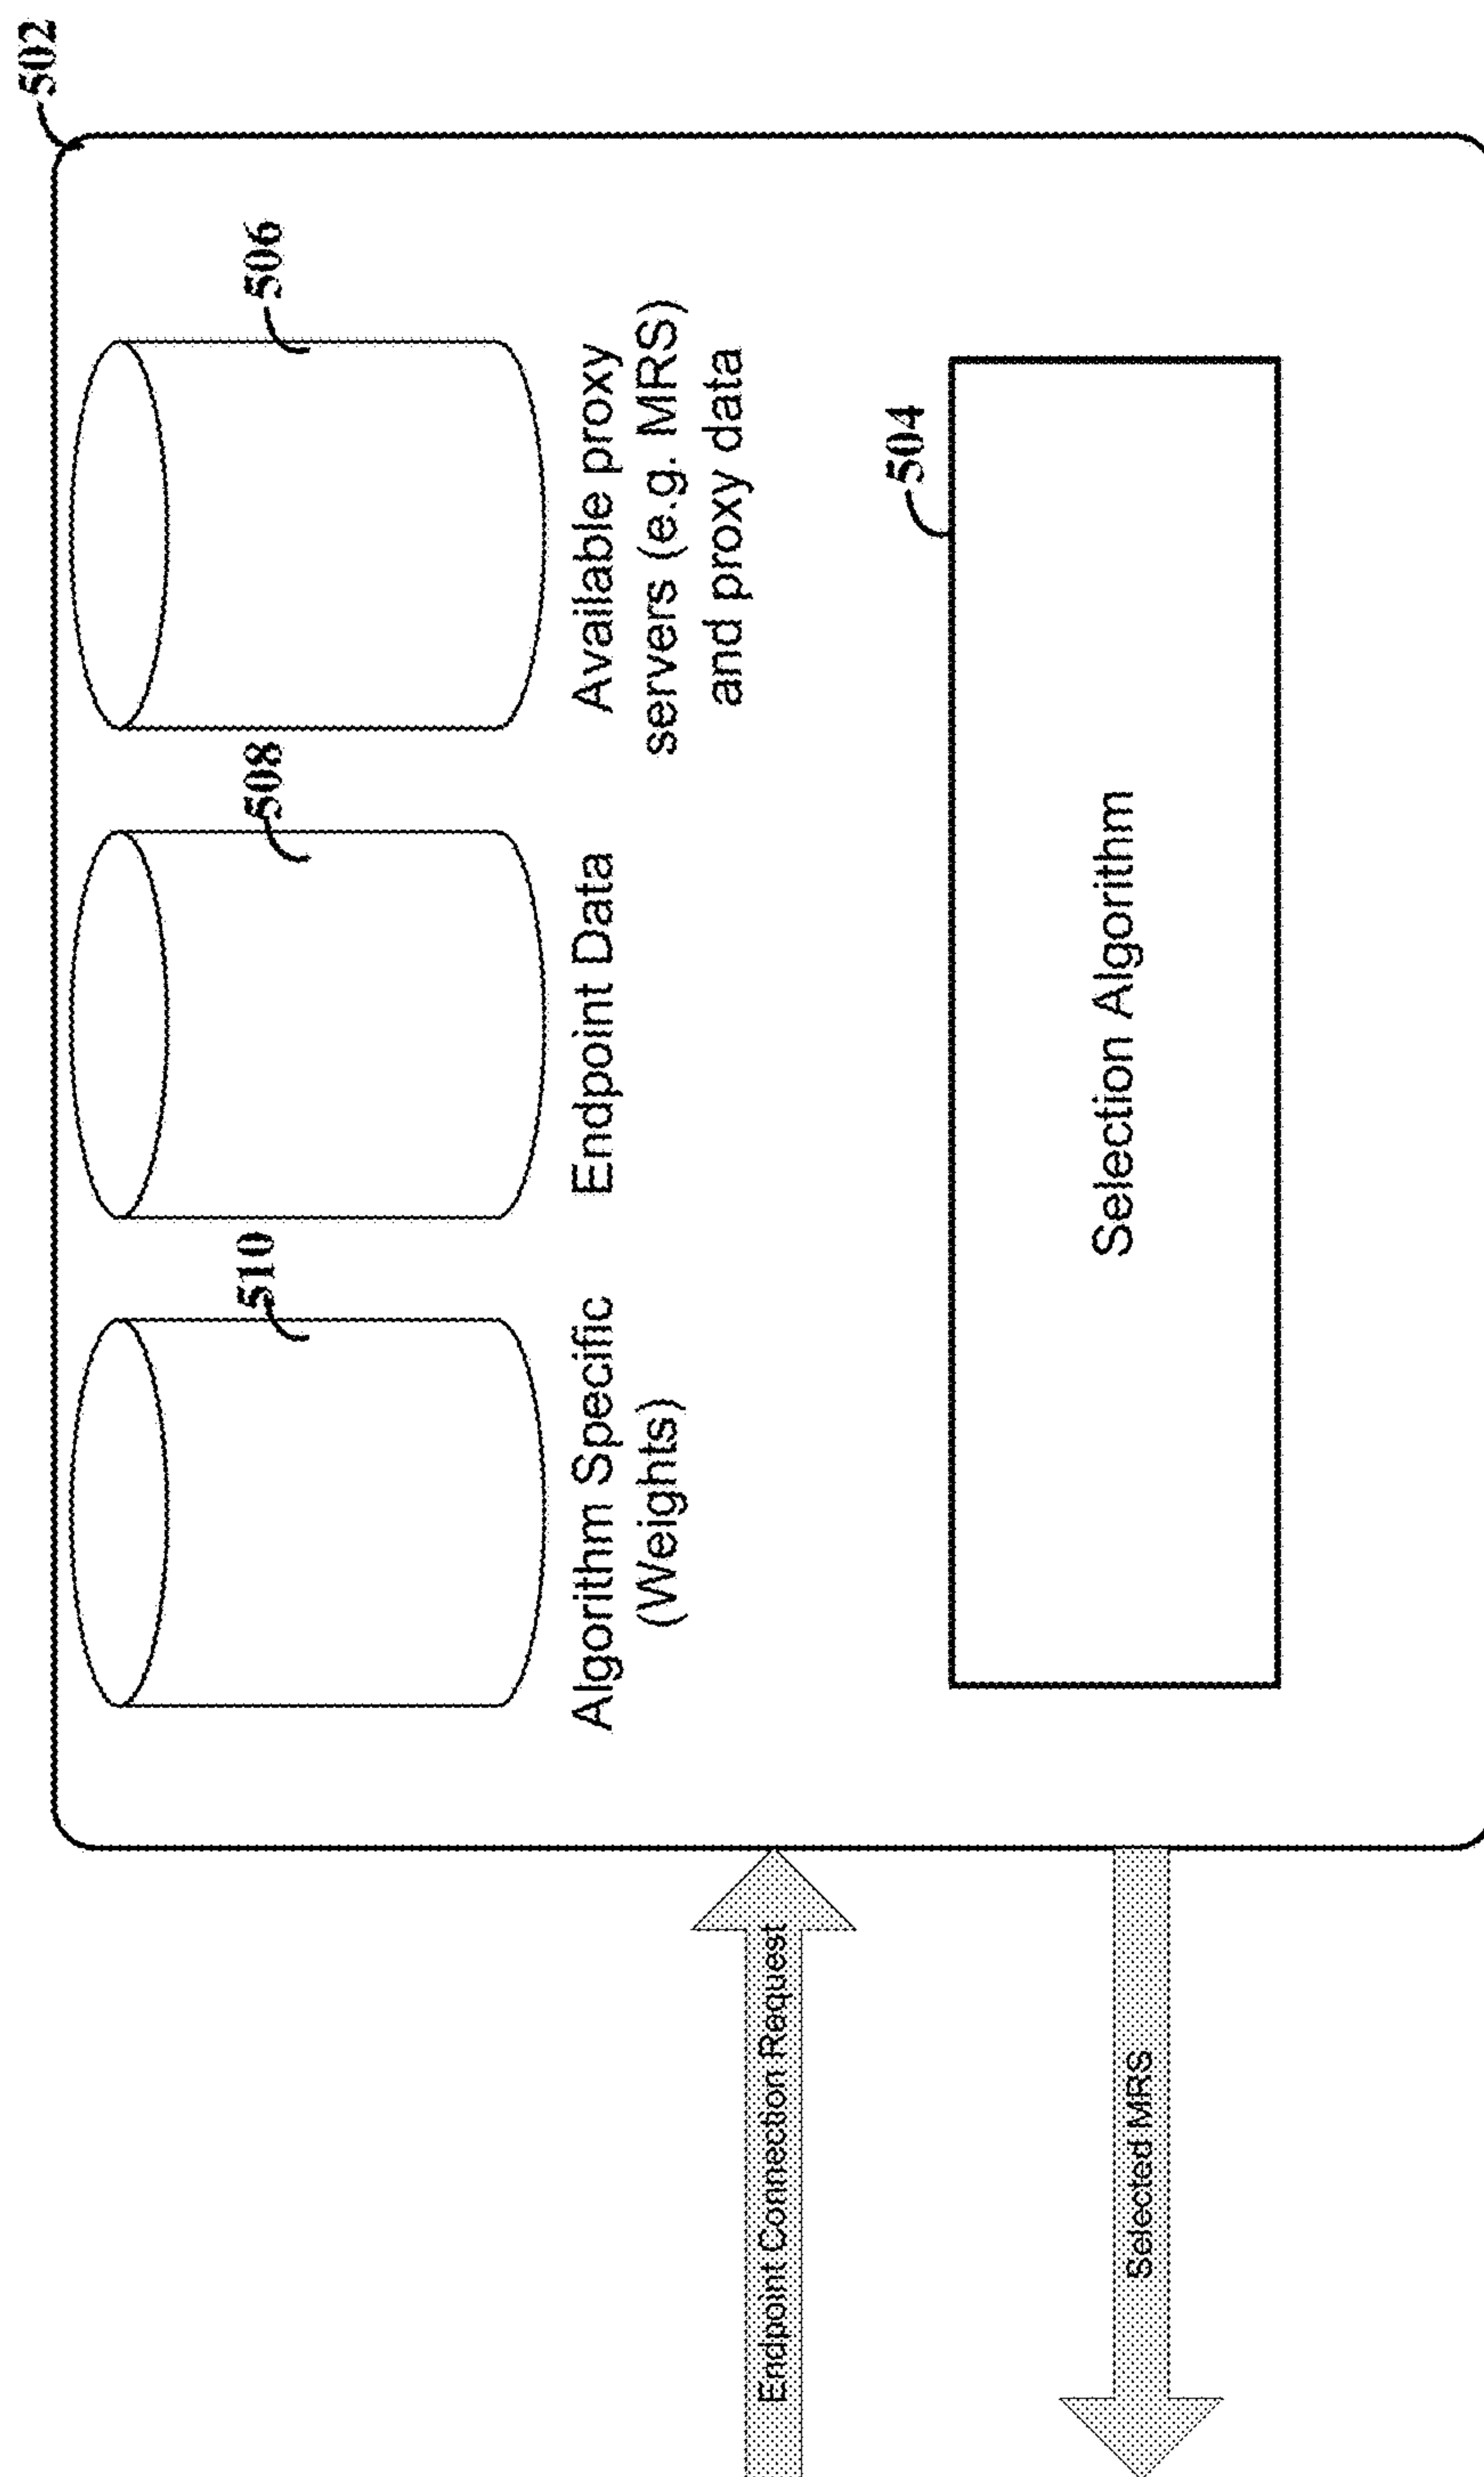 502
510
508
506
Algorithm Specific
(Weights)
Endpoint Data
Available proxy
servers (e.g. MRS)
and proxy data
Endpoint Connection Request
504
Selection Algorithm
Selected MRS